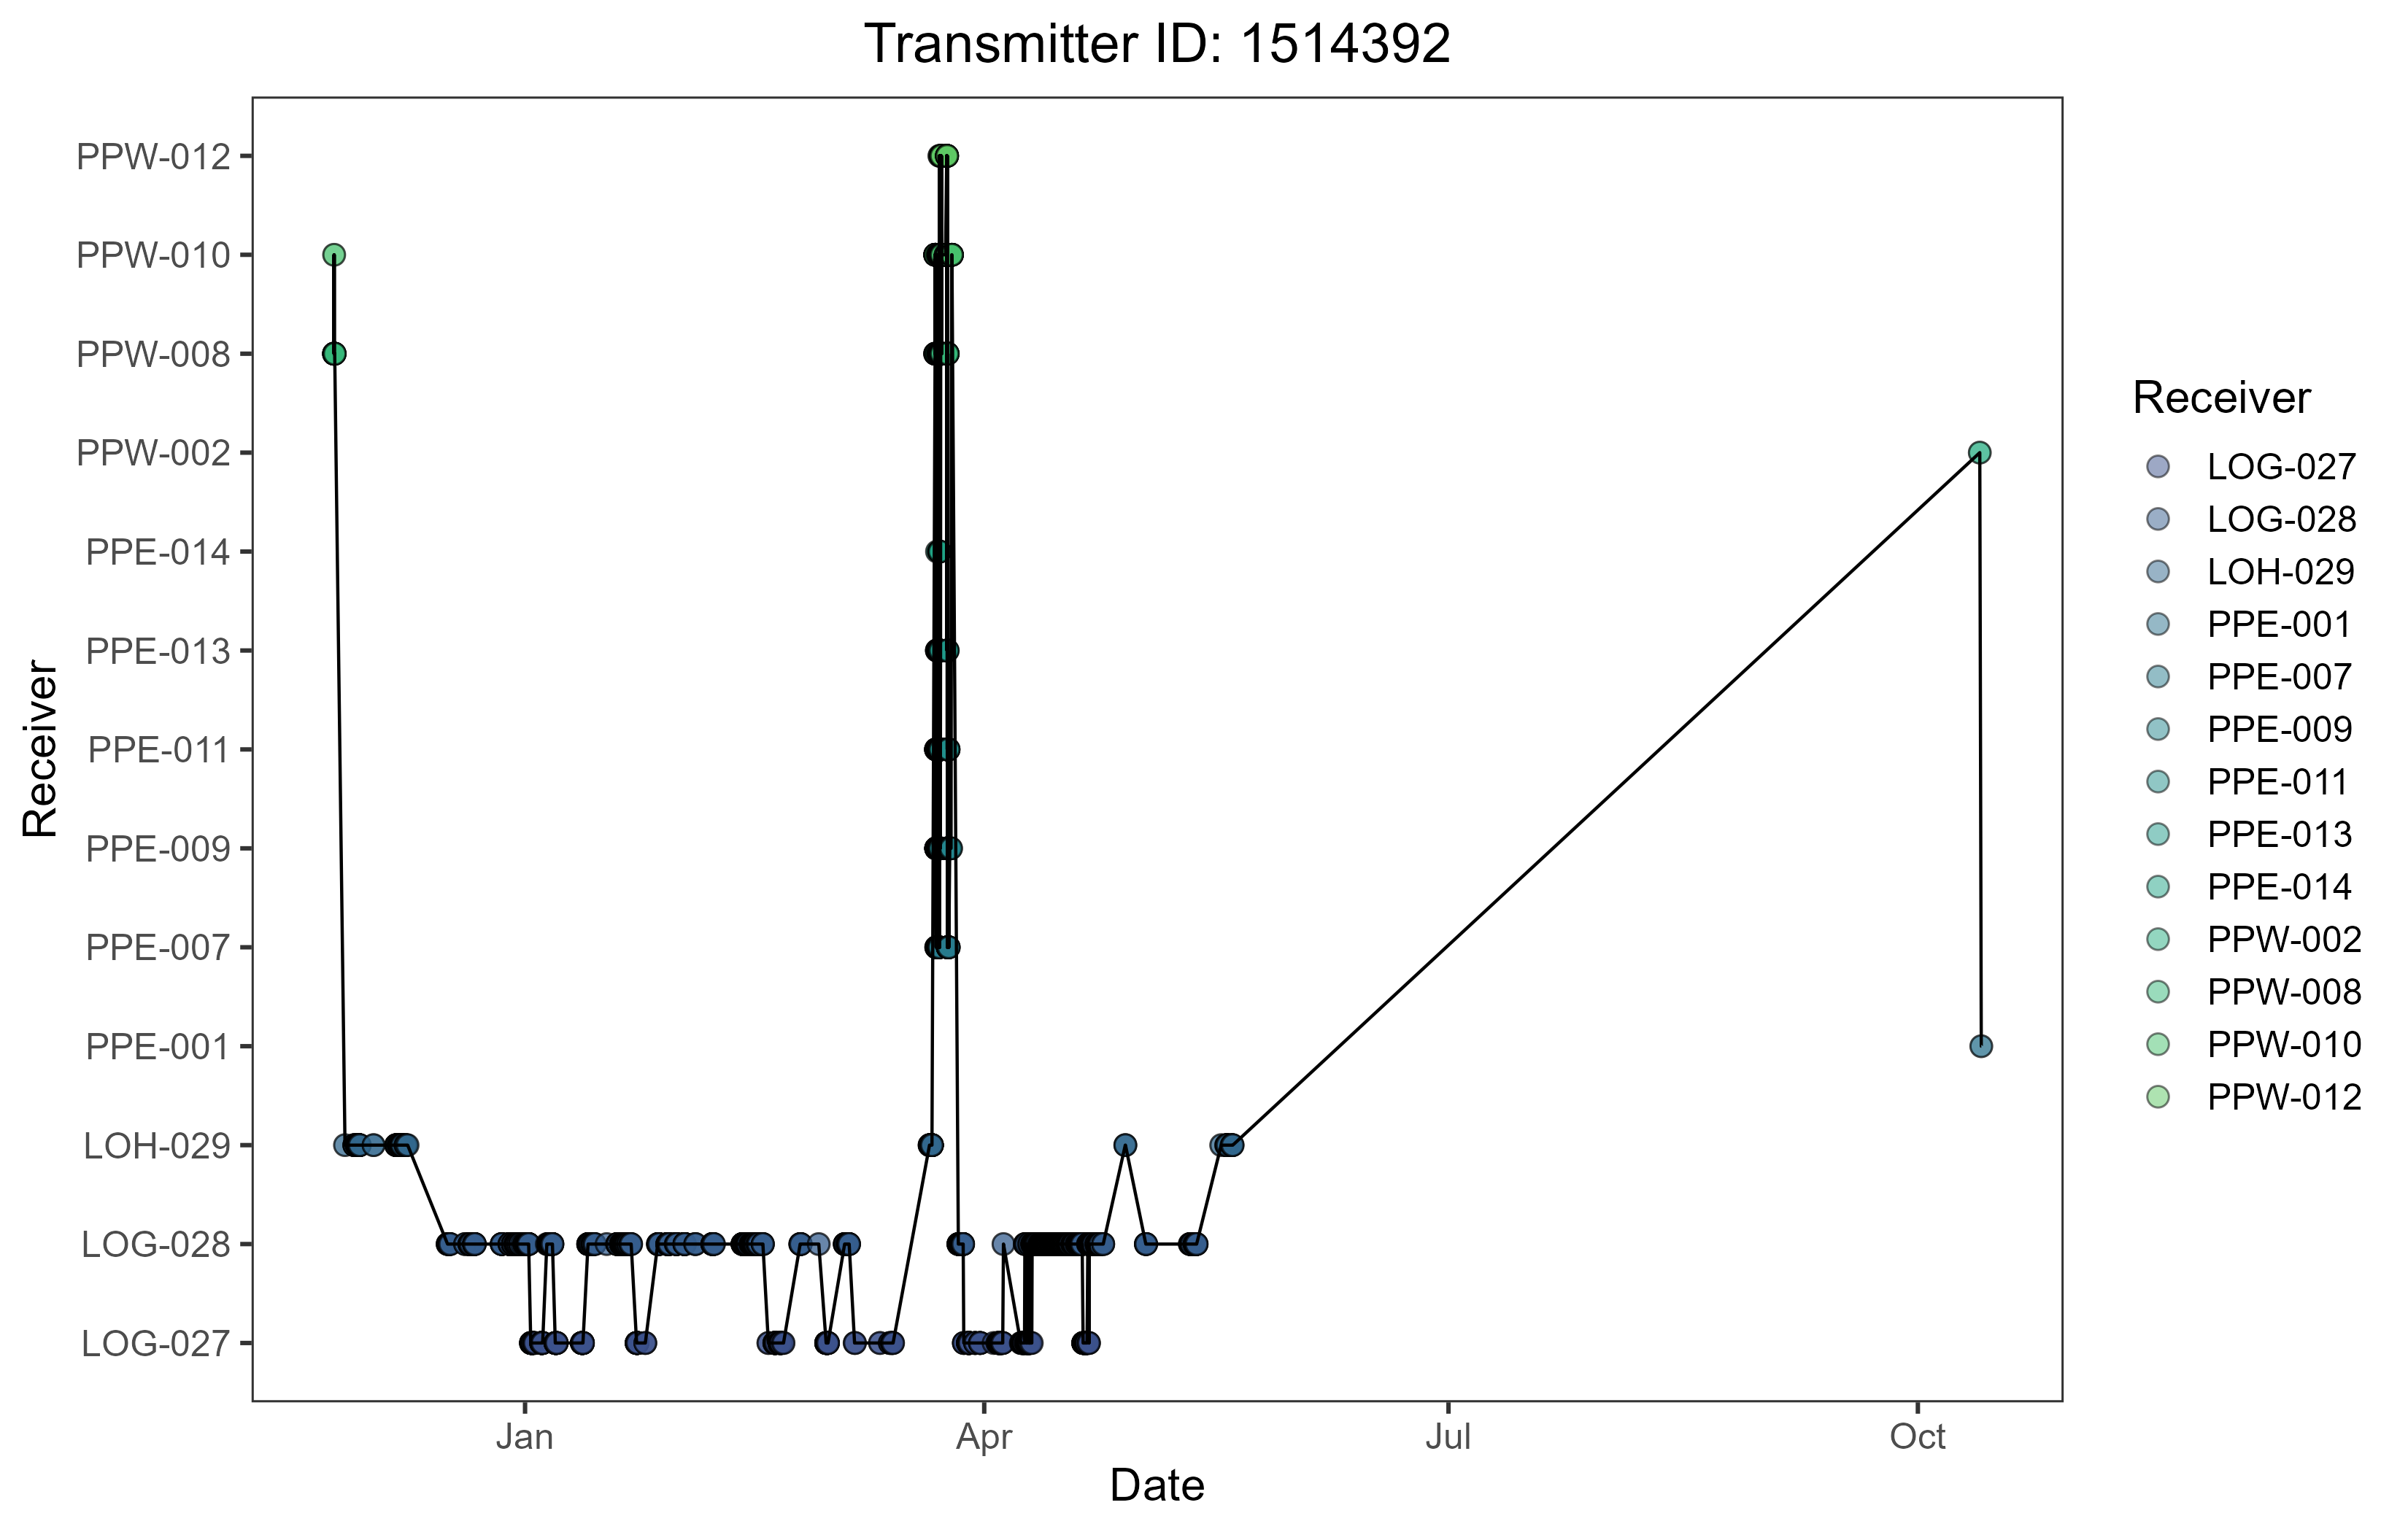 Transmitter ID: 1514392
PPW-012
PPW-010
PPW-008
PPW-002
PPE-014
PPE-013
PPE-011
PPE-009
PPE-007
PPE-001
LOH-029
LOG-028
LOG-027
Receiver
Jan
Apr
Jul
Oct
Date
Receiver
LOG-027
LOG-028
LOH-029
PPE-001
PPE-007
PPE-009
PPE-011
PPE-013
PPE-014
PPW-002
PPW-008
PPW-010
PPW-012